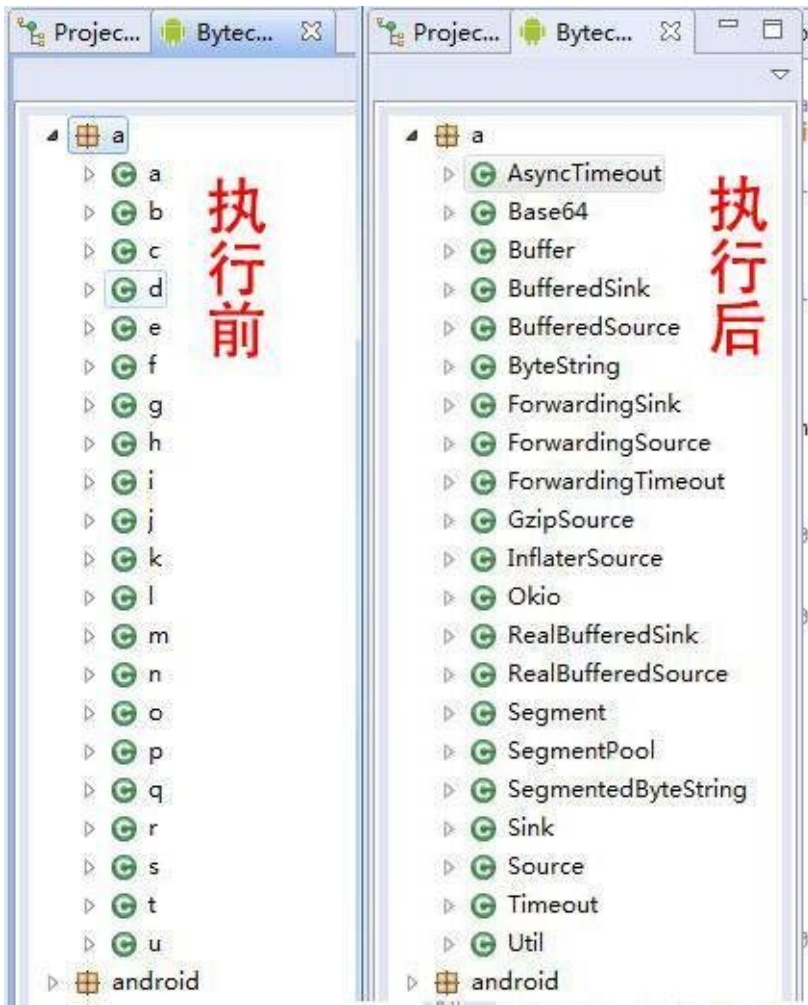 Projec...
Bytec...
a
a
b
c
d
e
f
g
h
i
j
k
l
m
n
o
p
q
r
s
t
u
android
执行前
Projec...
Bytec...
a
AsyncTimeout
Base64
Buffer
BufferedSink
BufferedSource
ByteString
ForwardingSink
ForwardingSource
ForwardingTimeout
GzipSource
InflaterSource
Okio
RealBufferedSink
RealBufferedSource
Segment
SegmentPool
SegmentedByteString
Sink
Source
Timeout
Util
android
执行后